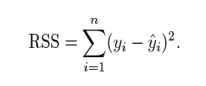 RSS = \sum_{i=1}^{n} (y_i - \hat{y}_i)^2.